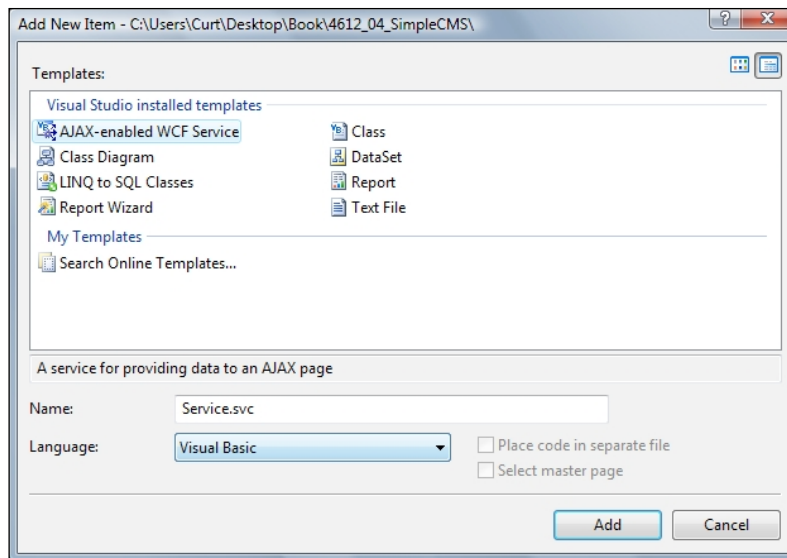 Add New Item - C:\Users\Curt\Desktop\Book\4612_04_SimpleCMS\
Templates:
Visual Studio installed templates
AJAX-enabled WCF Service
Class
Class Diagram
DataSet
LINQ to SQL Classes
Report
Report Wizard
Text File
My Templates
Search Online Templates...
A service for providing data to an AJAX page
Name:
Service.svc
Language:
Visual Basic
Place code in separate file
Select master page
Add
Cancel